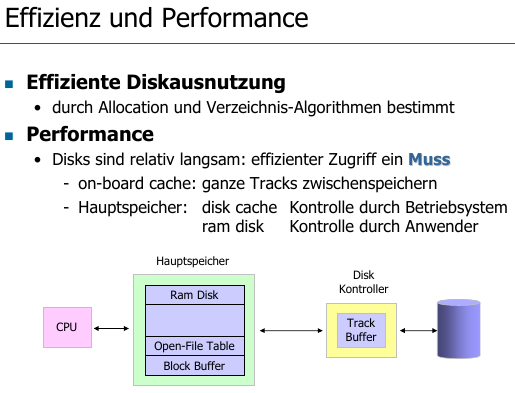 Effizienz und Performance
Effiziente Diskausnutzung
durch Allocation und Verzeichnis-Algorithmen bestimmt
Performance
Disks sind relativ langsam: effizienter Zugriff ein Muss
- on-board cache: ganze Tracks zwischenspeichern
- Hauptspeicher: disk cache Kontrolle durch Betriebsystem
ram disk Kontrolle durch Anwender
Hauptspeicher
Disk
Kontroller
Ram Disk
CPU
Track
Buffer
Open-File Table
Block Buffer